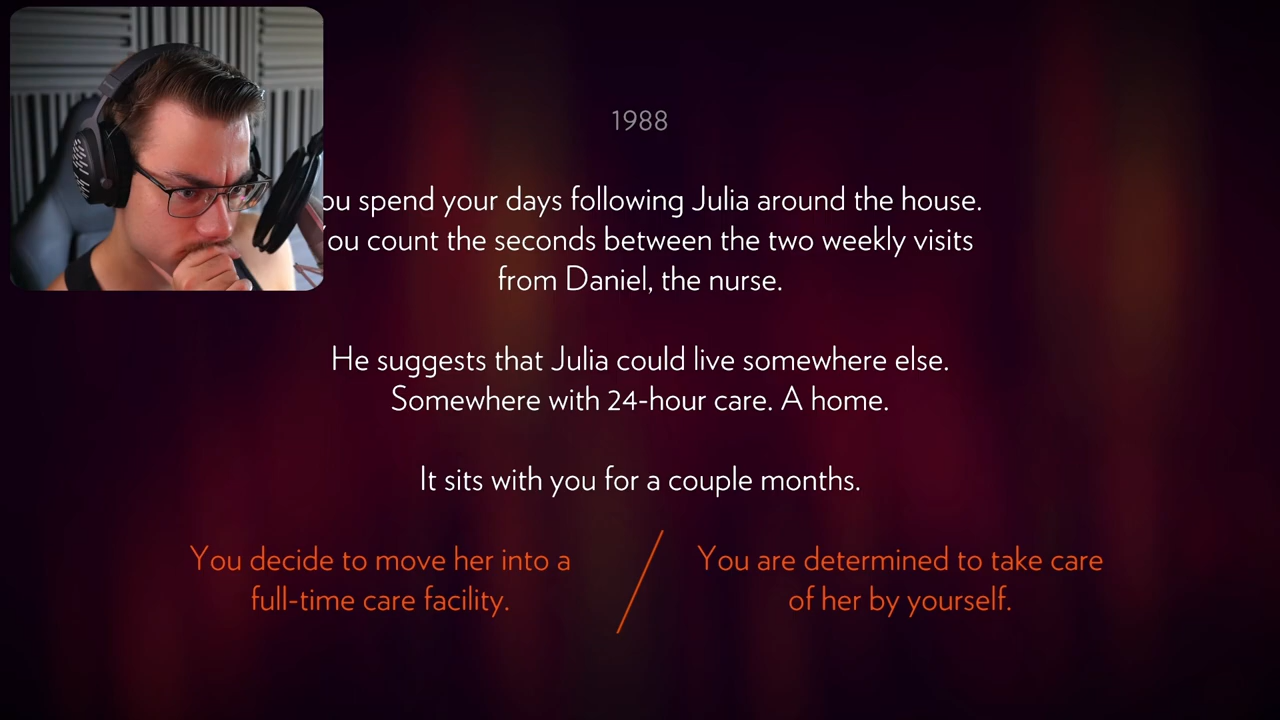 1988
ou spend your days following Julia around the house.
You count the seconds between the two weekly visits
from Daniel, the nurse.
He suggests that Julia could live somewhere else.
Somewhere with 24-hour care. A home.
It sits with you for a couple months.
You decide to move her into a
full-time care facility.
/
You are determined to take care
of her by yourself.